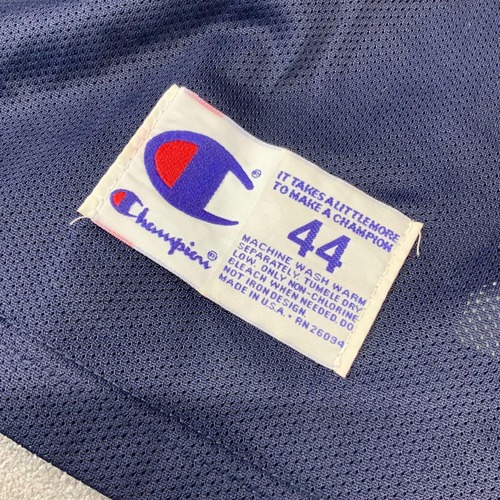 Champion®
®
IT TAKES A LITTLE MORE
TO MAKE A CHAMPION
44
MACHINE WASH WARM
SEPARATELY. TUMBLE DRY
LOW. ONLY NON-CHLORINE
BLEACH WHEN NEEDED. DO
NOT IRON DESIGN.
MADE IN U.S.A. • RN 26094